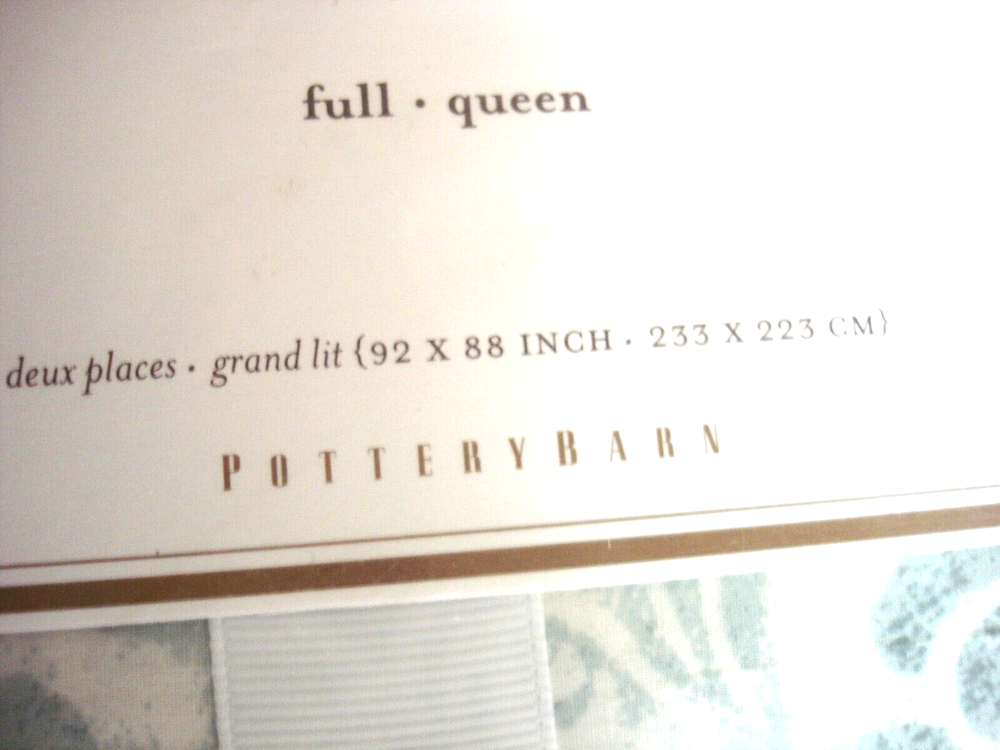 full • queen
deux places • grand lit {92 X 88 INCH • 233 X 223 CM}
POTTERYBARN